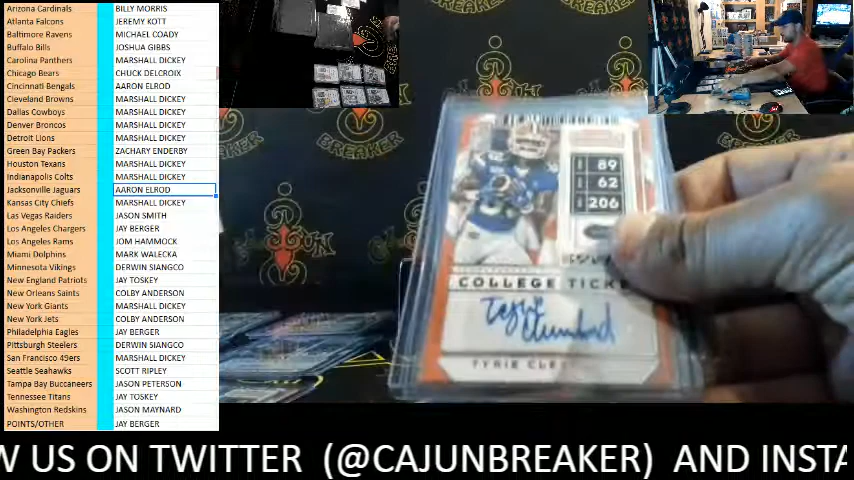 Arizona Cardinals BILLY MORRIS
Atlanta Falcons JEREMY KOTT
Baltimore Ravens MICHAEL COADY
Buffalo Bills JOSHUA GIBBS
Carolina Panthers MARSHALL DICKEY
Chicago Bears CHUCK DELCROIX
Cincinnati Bengals AARON ELROD
Cleveland Browns MARSHALL DICKEY
Dallas Cowboys MARSHALL DICKEY
Denver Broncos MARSHALL DICKEY
Detroit Lions MARSHALL DICKEY
Green Bay Packers ZACHARY ENDERBY
Houston Texans MARSHALL DICKEY
Indianapolis Colts MARSHALL DICKEY
Jacksonville Jaguars AARON ELROD
Kansas City Chiefs MARSHALL DICKEY
Las Vegas Raiders JASON SMITH
Los Angeles Chargers JAY BERGER
Los Angeles Rams JOM HAMMOCK
Miami Dolphins MARK WALECKA
Minnesota Vikings DERWIN SIANGCO
New England Patriots JAY TOSKEY
New Orleans Saints COLBY ANDERSON
New York Giants MARSHALL DICKEY
New York Jets COLBY ANDERSON
Philadelphia Eagles JAY BERGER
Pittsburgh Steelers DERWIN SIANGCO
San Francisco 49ers MARSHALL DICKEY
Seattle Seahawks SCOTT RIPLEY
Tampa Bay Buccaneers JASON PETERSON
Tennessee Titans JAY TOSKEY
Washington Redskins JASON MAYNARD
POINTS/OTHER JAY BERGER
BREAKER
BREAKER
89
62
206
COLLEGE TICKE
TYRIE CLE
W US ON TWITTER (@CAJUNBREAKER) AND INSTA